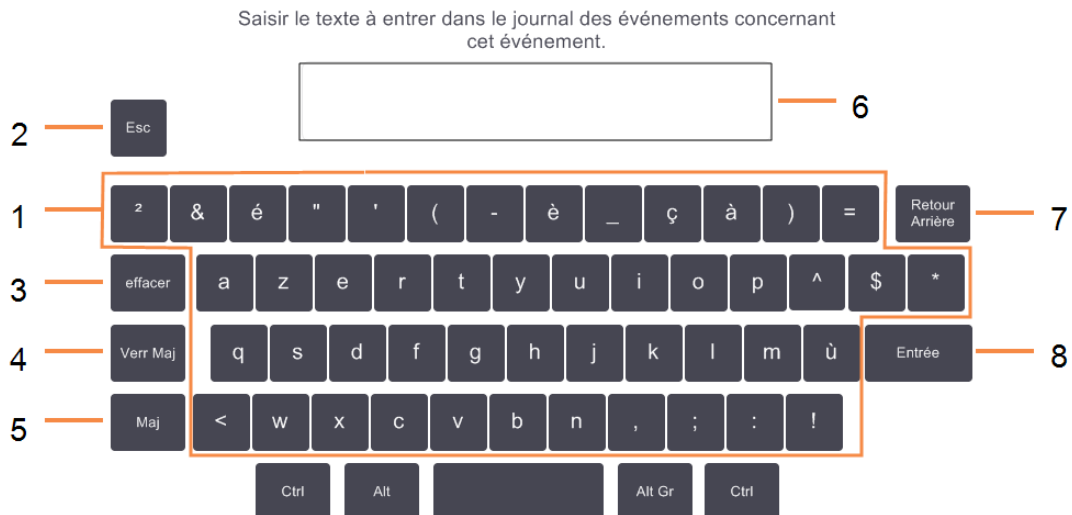 Saisir le texte à entrer dans le journal des événements concernant
cet événement.
6
2 Esc
1 ² & é " ' ( - è _ ç à ) = Retour Arrière 7
3 effacer a z e r t y u i o p ^ $ *
4 Verr Maj q s d f g h j k l m ù Entrée 8
5 Maj < w x c v b n , ; : !
Ctrl Alt Alt Gr Ctrl